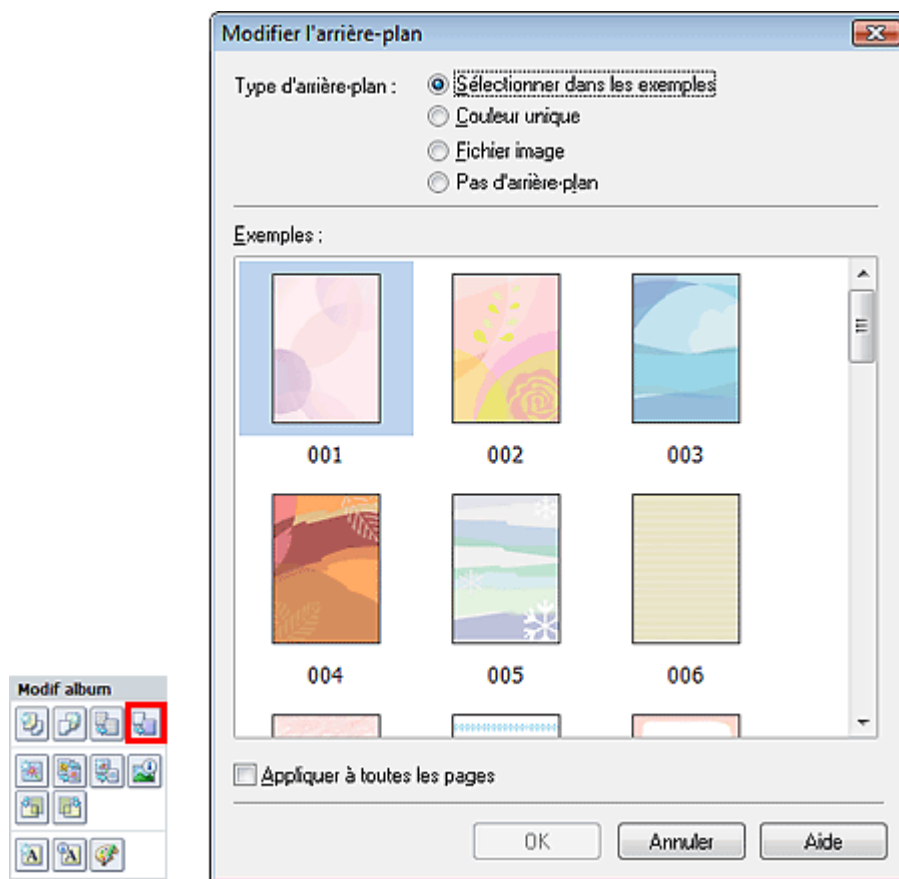 Modifier l'arrière-plan
Type d'arrière-plan :
Sélectionner dans les exemples
Couleur unique
Fichier image
Pas d'arrière-plan
Exemples :
001 002 003
004 005 006
Appliquer à toutes les pages
OK Annuler Aide
Modif album
A A